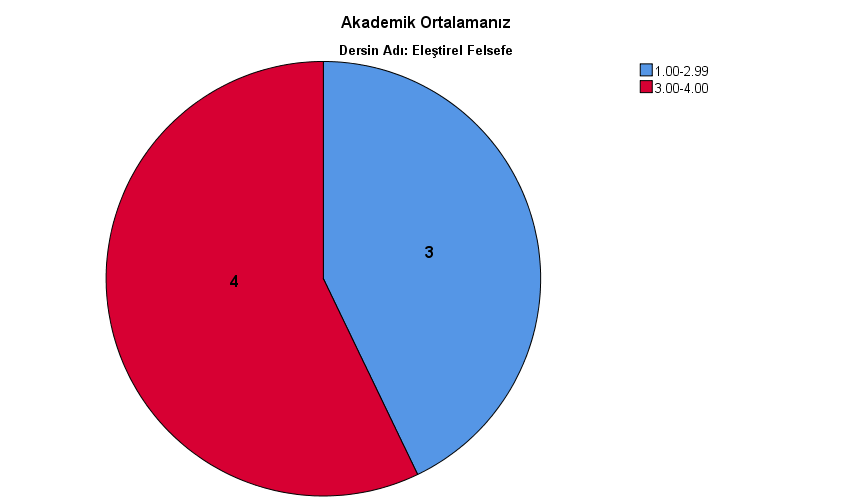 Akademik Ortalamanız
Dersin Adı: Eleştirel Felsefe
1.00-2.99
3.00-4.00
3
4